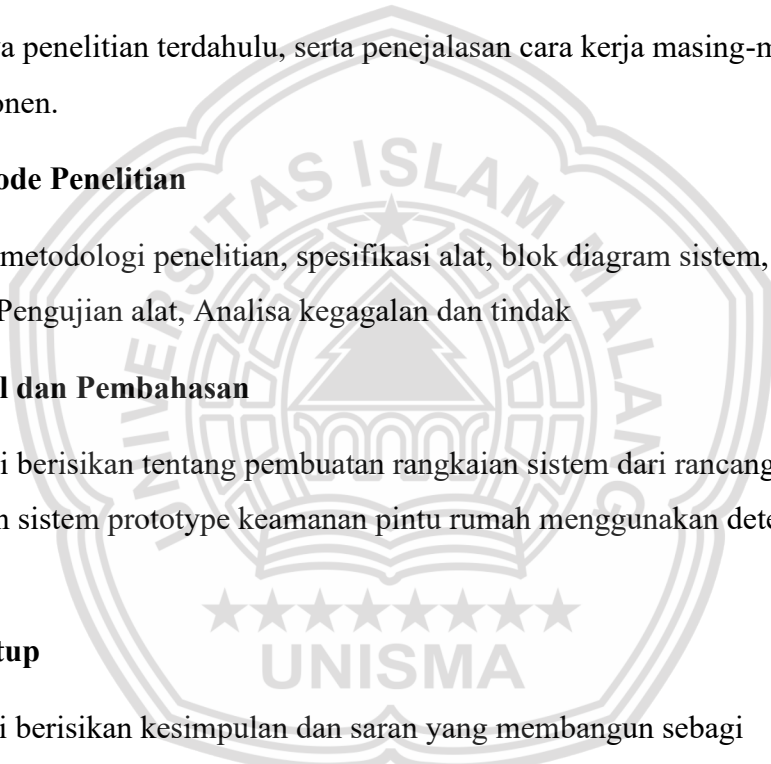 a penelitian terdahulu, serta penejalasan cara kerja masing-m
onen.
ode Penelitian
metodologi penelitian, spesifikasi alat, blok diagram sistem,
Pengujian alat, Analisa kegagalan dan tindak
l dan Pembahasan
i berisikan tentang pembuatan rangkaian sistem dari rancang
n sistem prototype keamanan pintu rumah menggunakan dete
tup
i berisikan kesimpulan dan saran yang membangun sebagi
UNIVERSITAS ISLAM MALANG
UNISMA